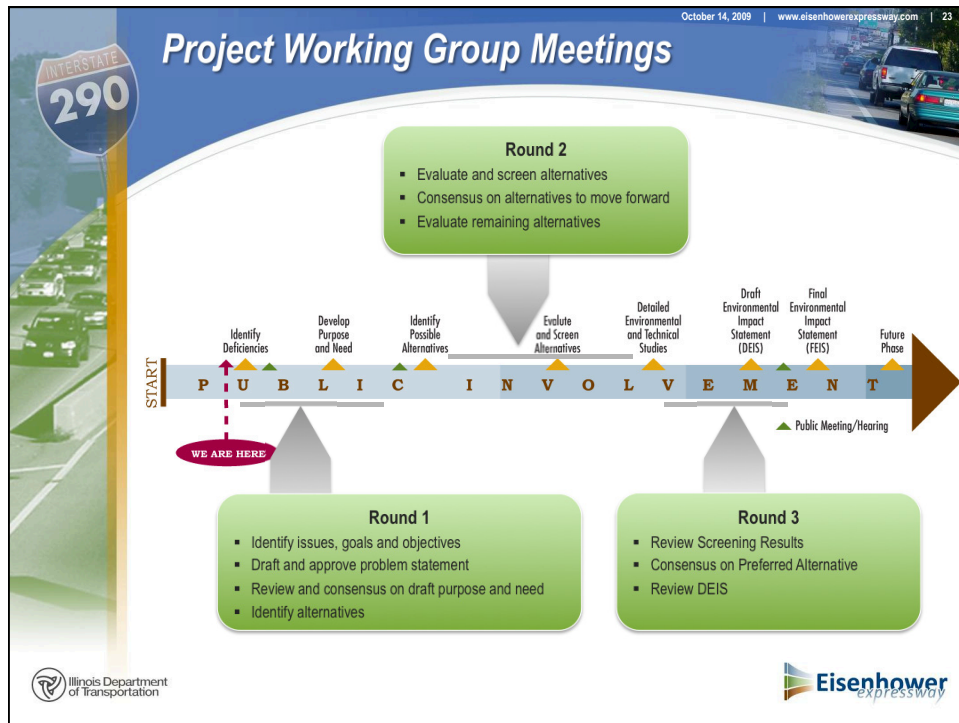 October 14, 2009 | www.eisenhowerexpressway.com | 23
Project Working Group Meetings
INTERSTATE
290
Round 2
▪ Evaluate and screen alternatives
▪ Consensus on alternatives to move forward
▪ Evaluate remaining alternatives
Identify
Deficiencies
Develop
Purpose
and Need
Identify
Possible
Alternatives
Evalute
and Screen
Alternatives
Detailed
Environmental
and Technical
Studies
Draft
Environmental
Impact
Statement
(DEIS)
Final
Environmental
Impact
Statement
(FEIS)
Future
Phase
START
PUBLIC INVOLVEMENT
WE ARE HERE
Public Meeting/Hearing
Round 1
▪ Identify issues, goals and objectives
▪ Draft and approve problem statement
▪ Review and consensus on draft purpose and need
▪ Identify alternatives
Round 3
▪ Review Screening Results
▪ Consensus on Preferred Alternative
▪ Review DEIS
Illinois Department
of Transportation
Eisenhower
expressway